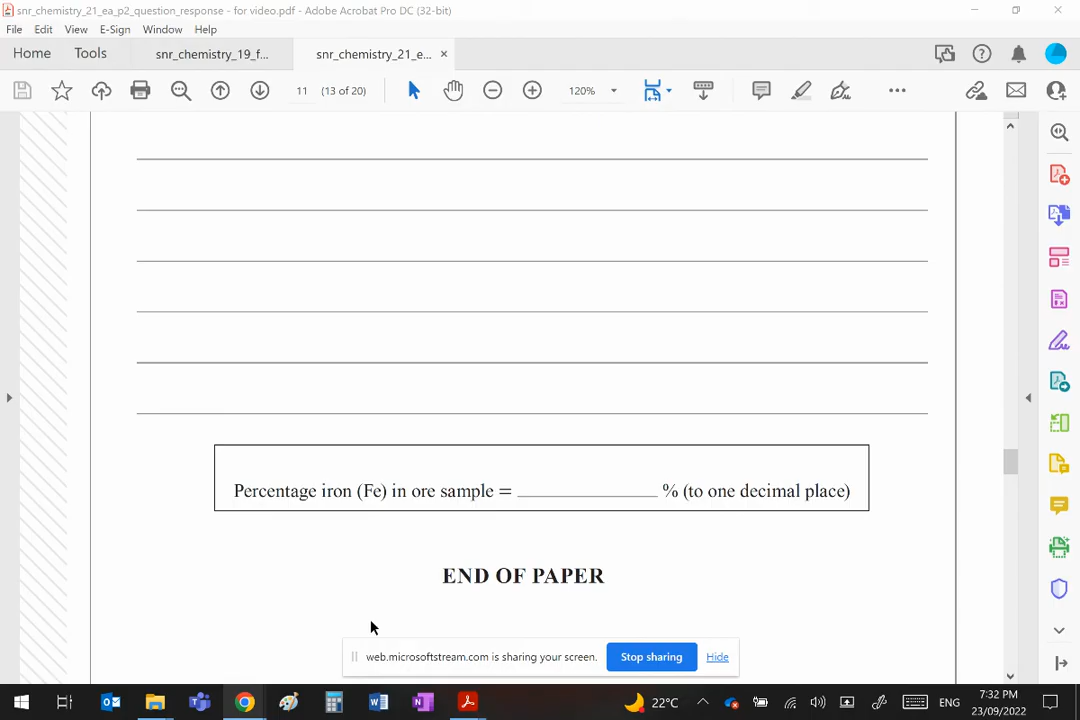 snr_chemistry_21_ea_p2_question_response - for video.pdf - Adobe Acrobat Pro DC (32-bit)
File Edit View E-Sign Window Help
Home Tools snr_chemistry_19_f... snr_chemistry_21_e... ×
11 (13 of 20) 120%
Percentage iron (Fe) in ore sample = ______________ % (to one decimal place)
END OF PAPER
web.microsoftstream.com is sharing your screen. Stop sharing Hide
22°C ENG 7:32 PM
23/09/2022